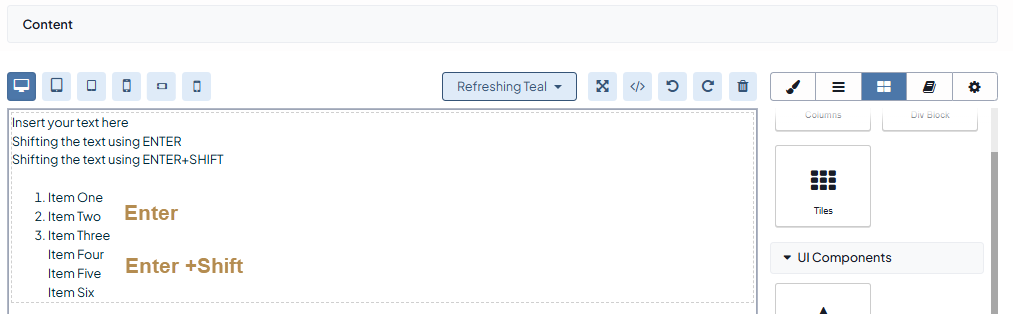 Content
Refreshing Teal
</>
Columns
Div Block
Insert your text here
Shifting the text using ENTER
Shifting the text using ENTER+SHIFT
1. Item One
2. Item Two
3. Item Three
Item Four
Item Five
Item Six
Enter
Enter +Shift
Tiles
UI Components